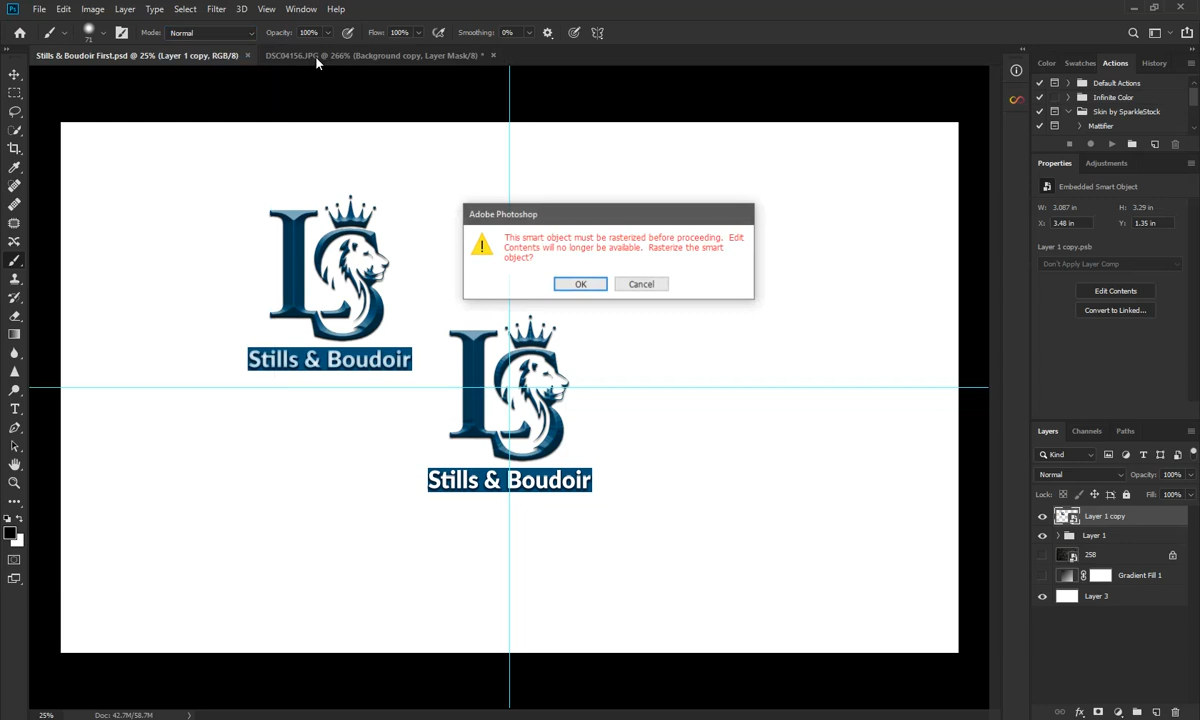 Ps File Edit Image Layer Type Select Filter 3D View Window Help
71 Mode: Normal Opacity: 100% Flow: 100% Smoothing: 0%
Stills & Boudoir First.psd @ 25% (Layer 1 copy, RGB/8) × DSC04156.JPG @ 266% (Background copy, Layer Mask/8) * ×
Color Swatches Actions History
Default Actions
Infinite Color
Skin by SparkleStock
Mattifier
Properties Adjustments
Embedded Smart Object
W: 3.087 in H: 3.29 in
X: 3.48 in Y: 1.35 in
Layer 1 copy.psb
Don't Apply Layer Comp
Edit Contents
Convert to Linked...
Adobe Photoshop
This smart object must be rasterized before proceeding. Edit
Contents will no longer be available. Rasterize the smart
object?
OK Cancel
LS
Stills & Boudoir
LS
Stills & Boudoir
Layers Channels Paths
Kind
Normal Opacity: 100%
Lock: Fill: 100%
Layer 1 copy
Layer 1
258
Gradient Fill 1
Layer 3
25% Doc: 42.7M/58.7M